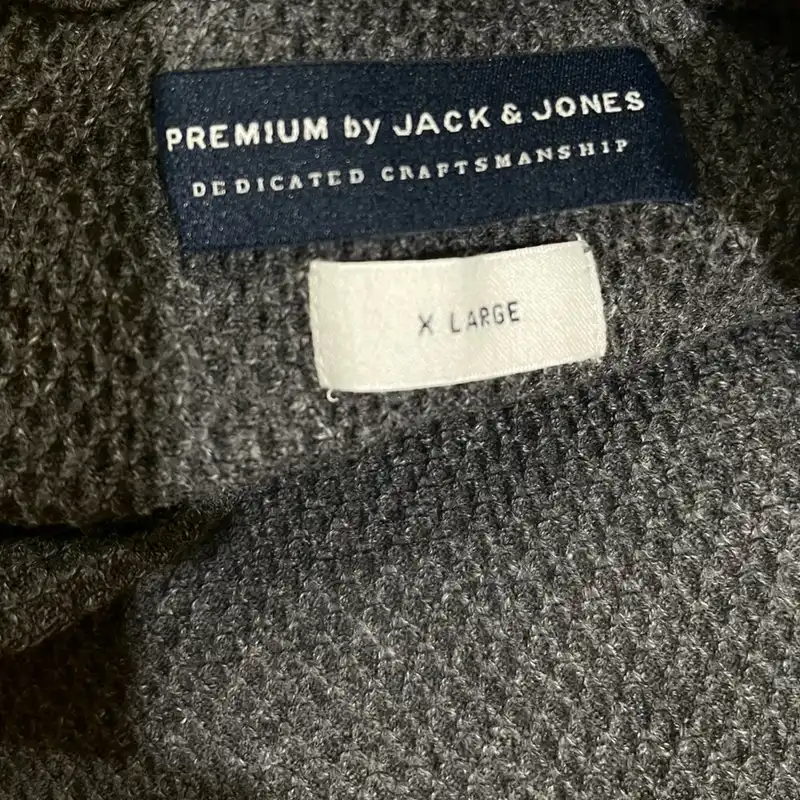 PREMIUM by JACK & JONES
DEDICATED CRAFTSMANSHIP
X LARGE